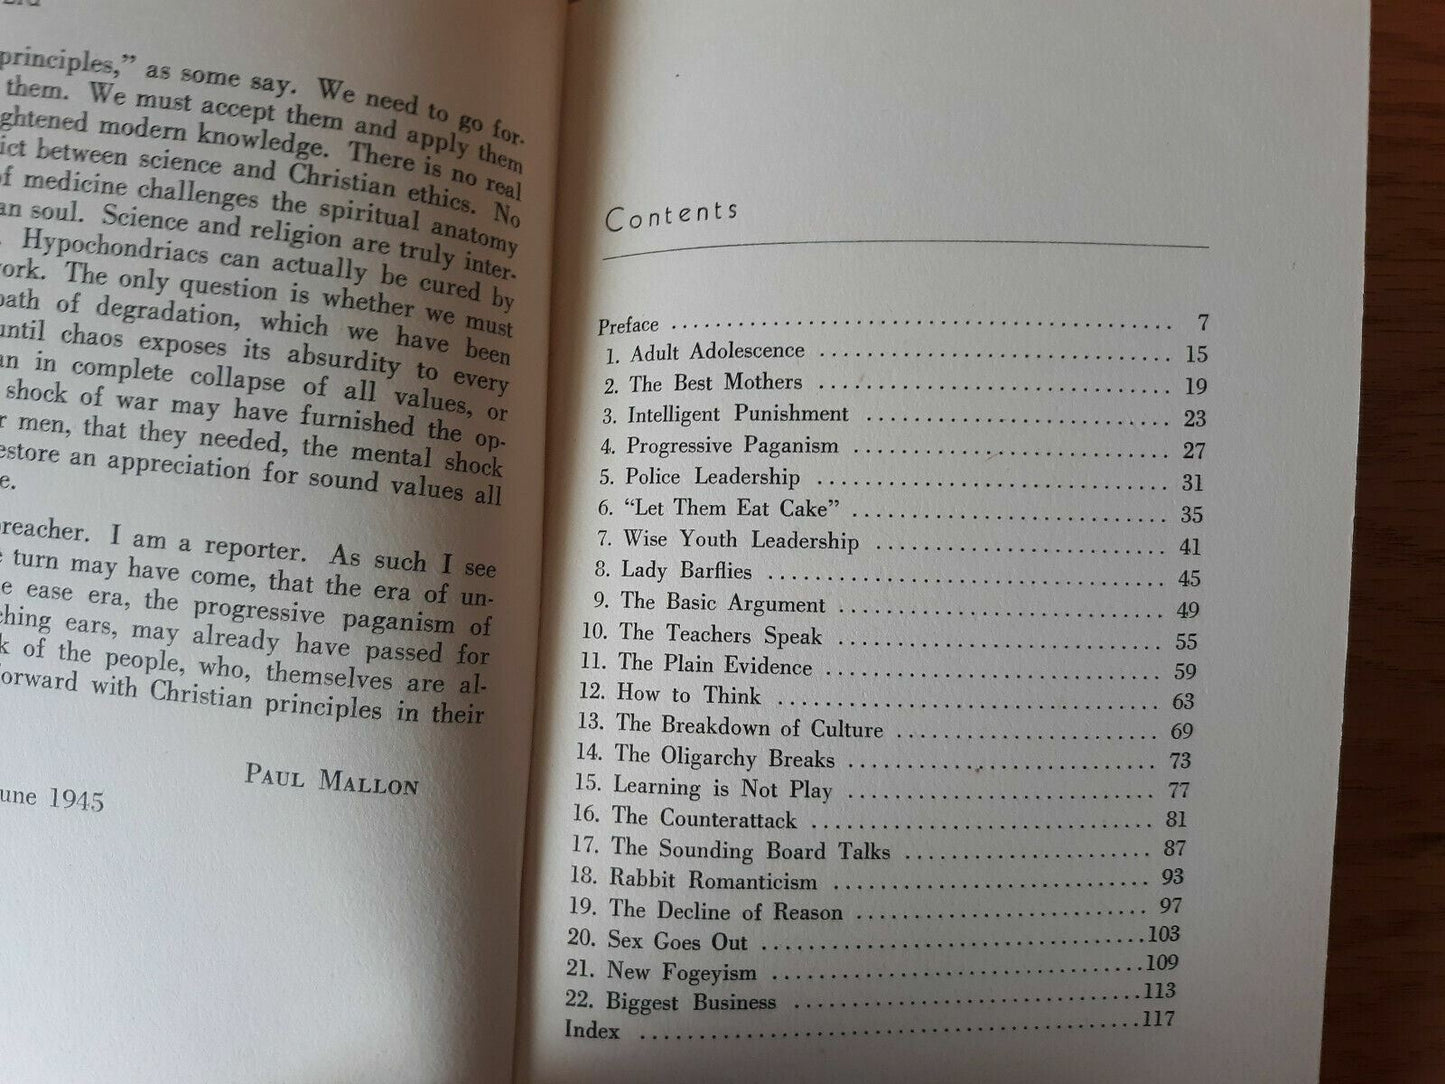 principles,” as some say. We need to go for-
them. We must accept them and apply them
ghtened modern knowledge. There is no real
ict between science and Christian ethics. No
of medicine challenges the spiritual anatomy
an soul. Science and religion are truly inter-
. Hypochondriacs can actually be cured by
ork. The only question is whether we must
path of degradation, which we have been
until chaos exposes its absurdity to every
an in complete collapse of all values, or
shock of war may have furnished the op-
r men, that they needed, the mental shock
estore an appreciation for sound values all
e.
preacher. I am a reporter. As such I see
e turn may have come, that the era of un-
e ease era, the progressive paganism of
ching ears, may already have passed for
k of the people, who, themselves are al-
forward with Christian principles in their
PAUL MALLON
une 1945
Contents
Preface 7
1. Adult Adolescence 15
2. The Best Mothers 19
3. Intelligent Punishment 23
4. Progressive Paganism 27
5. Police Leadership 31
6. “Let Them Eat Cake” 35
7. Wise Youth Leadership 41
8. Lady Barflies 45
9. The Basic Argument 49
10. The Teachers Speak 55
11. The Plain Evidence 59
12. How to Think 63
13. The Breakdown of Culture 69
14. The Oligarchy Breaks 73
15. Learning is Not Play 77
16. The Counterattack 81
17. The Sounding Board Talks 87
18. Rabbit Romanticism 93
19. The Decline of Reason 97
20. Sex Goes Out 103
21. New Fogeyism 109
22. Biggest Business 113
Index 117